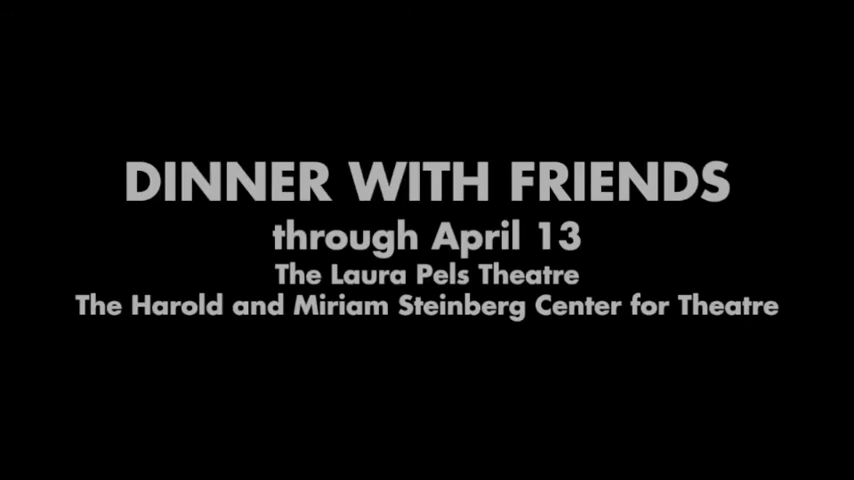 DINNER WITH FRIENDS
through April 13
The Laura Pels Theatre
The Harold and Miriam Steinberg Center for Theatre